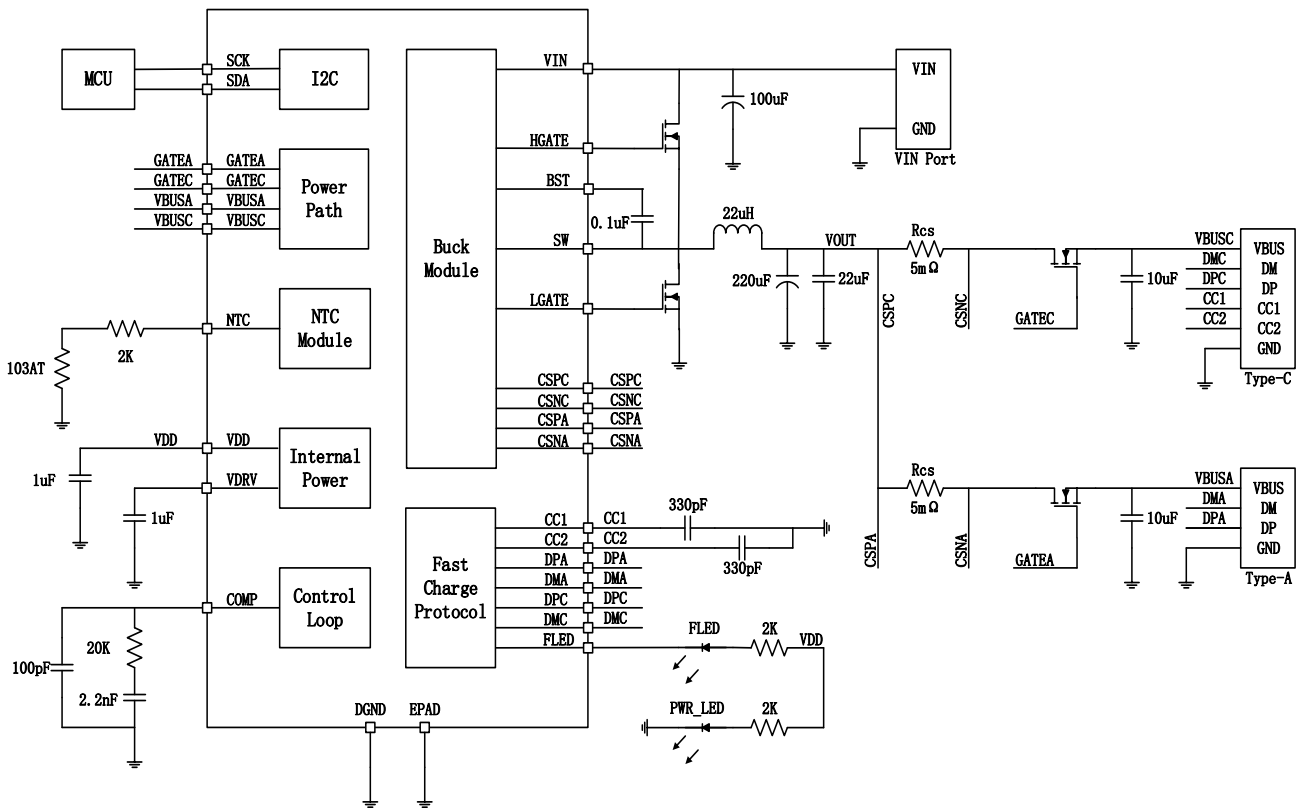 MCU
SCK
SDA
I2C
GATEA
GATEA
GATEC
GATEC
VBUSA
VBUSA
VBUSC
VBUSC
Power
Path
NTC
NTC
Module
2K
103AT
VDD
VDD
VDRV
1uF
1uF
Internal
Power
COMP
Control
Loop
20K
100pF
2.2nF
DGND
EPAD
Buck
Module
VIN
HGATE
BST
SW
LGATE
CSPC
CSPC
CSNC
CSNC
CSPA
CSPA
CSNA
CSNA
Fast
Charge
Protocol
CC1
CC1
CC2
CC2
DPA
DPA
DMA
DMA
DPC
DPC
DMC
DMC
FLED
330pF
330pF
FLED
2K
VDD
PWR_LED
2K
100uF
VIN
GND
VIN Port
0.1uF
22uH
VOUT
220uF
22uF
Rcs
5mΩ
CSPC
CSNC
GATEC
10uF
VBUSC
DMC
DPC
CC1
CC2
VBUS
DM
DP
CC1
CC2
GND
Type-C
Rcs
5mΩ
CSPA
CSNA
GATEA
10uF
VBUSA
DMA
DPA
VBUS
DM
DP
GND
Type-A